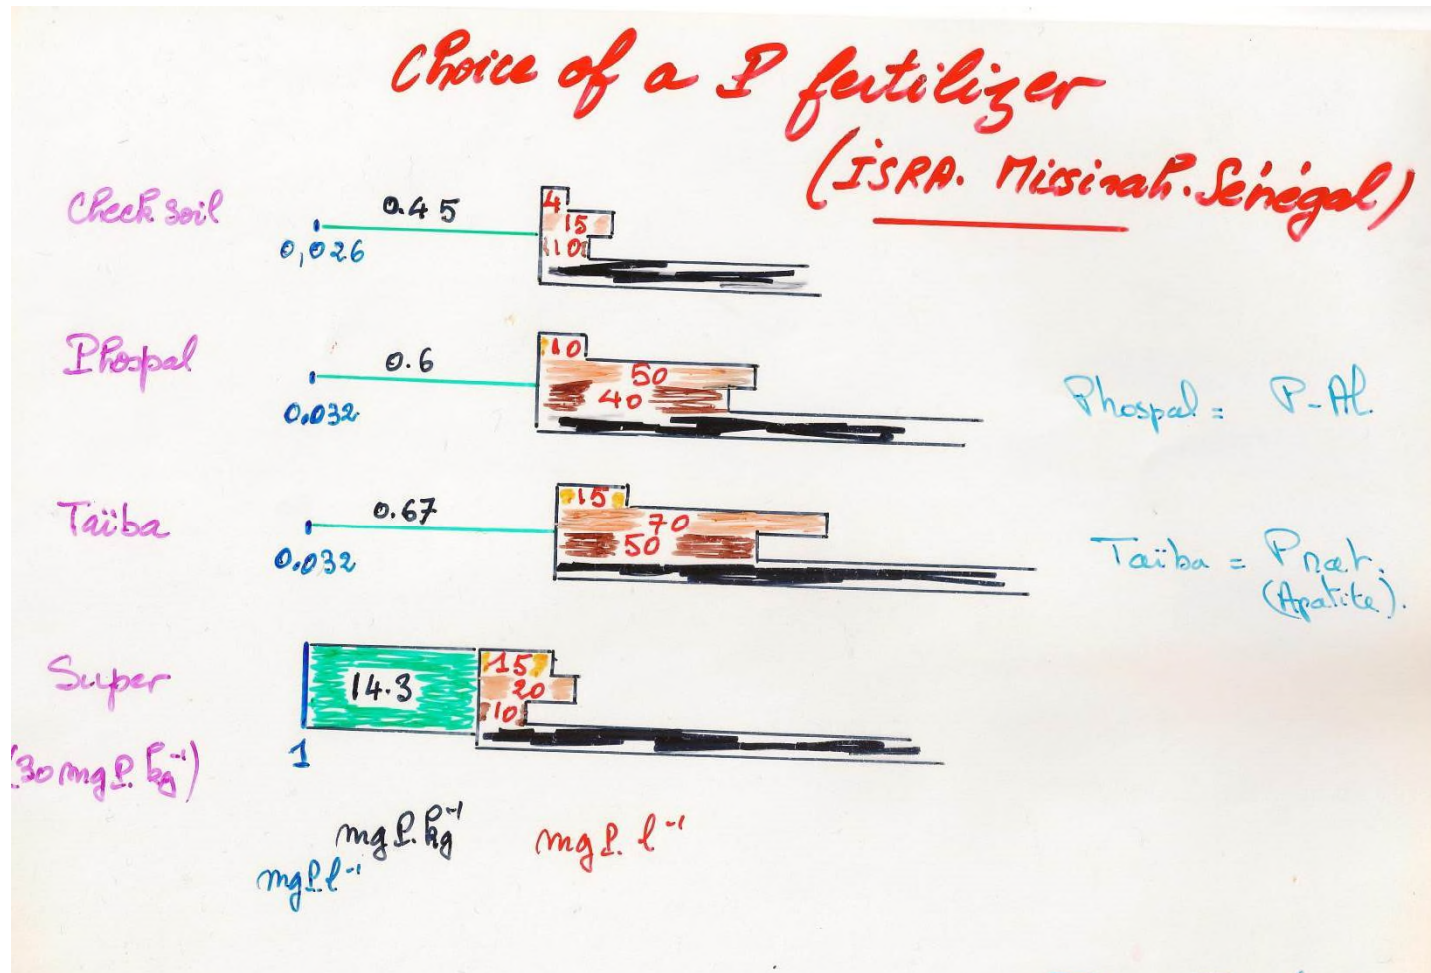 Choice of a P fertilizer
(ISRA. Missirah. Sénégal)
Check soil
0.45
0,026
4
15
10
Phospal
0.6
0.032
10
50
40
Phospal = P-Al.
Taïba
0.67
0.032
15
70
50
Taïba = P nat.
(Apatite).
Super
(30 mg P. kg⁻¹)
14.3
1
15
20
10
mg P. kg⁻¹
mg P. l⁻¹
mg P. l⁻¹